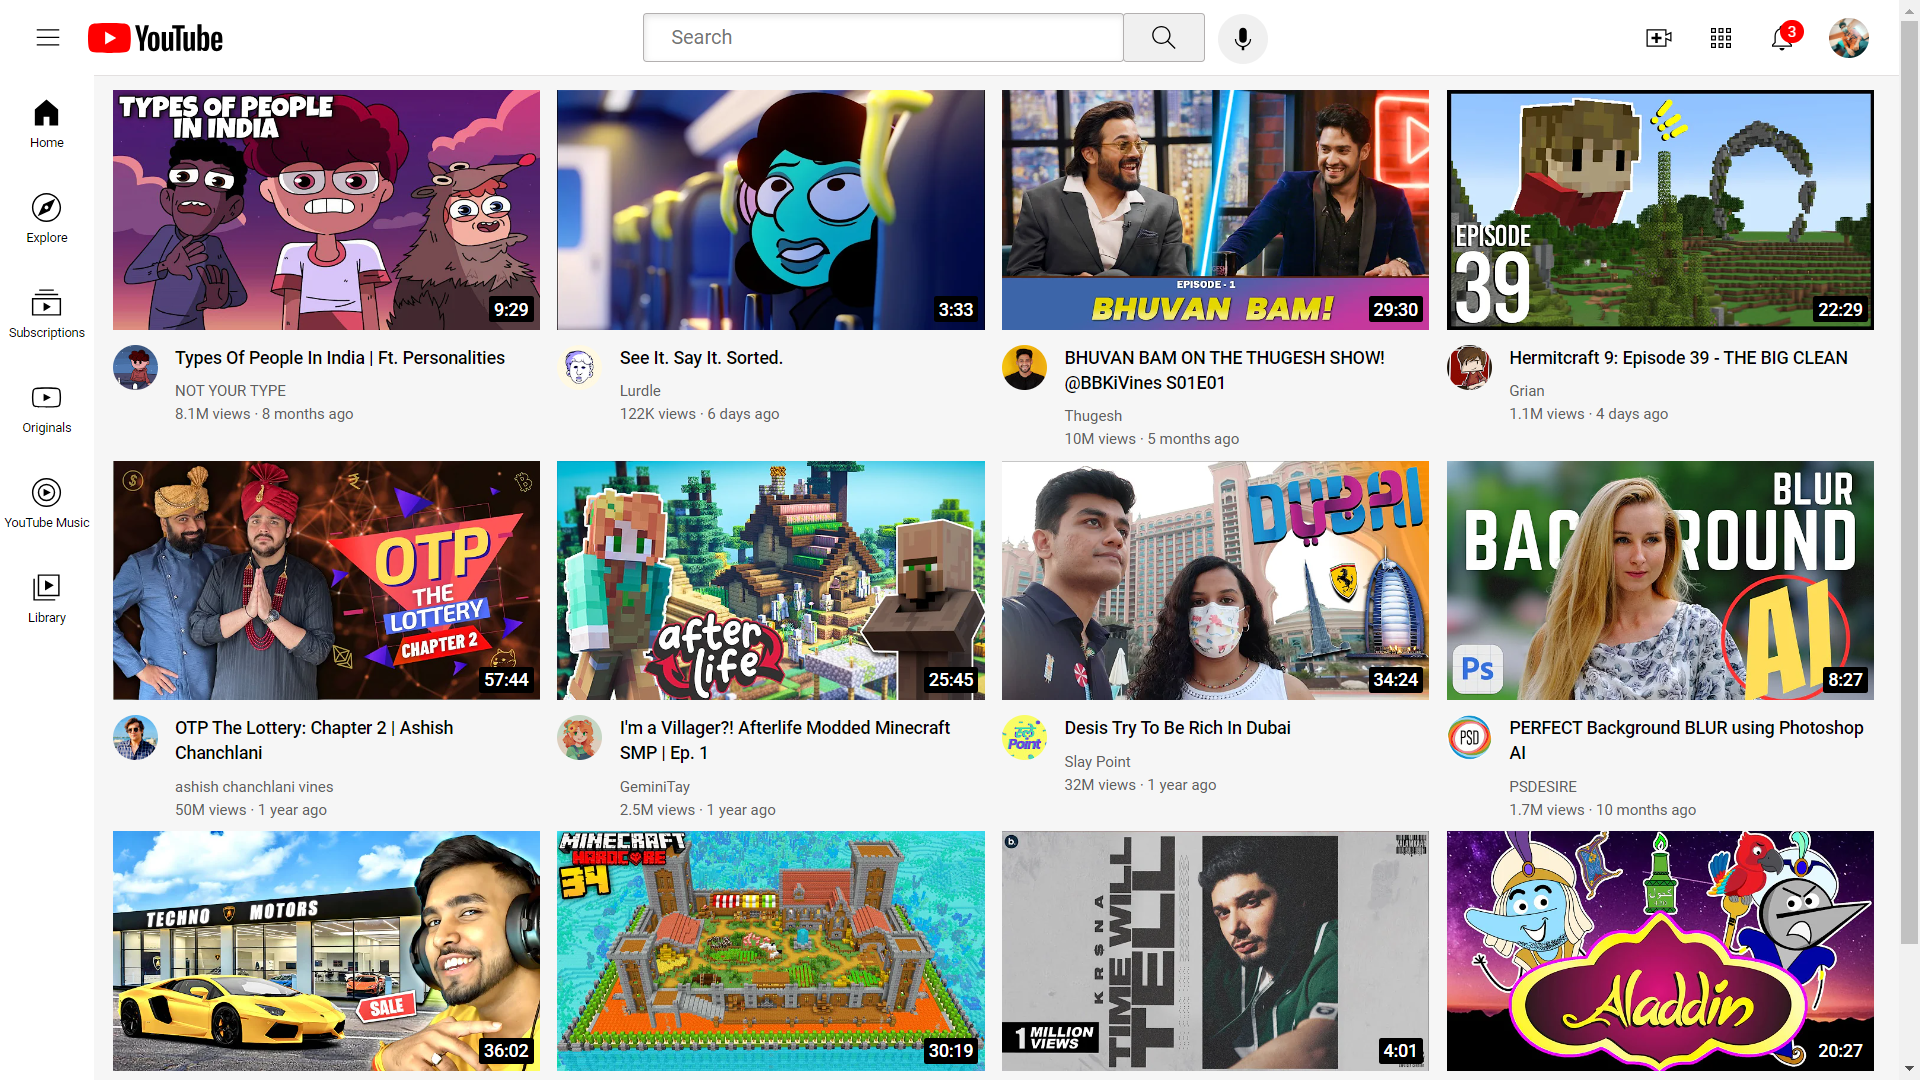 YouTube
Search
3
Home
Explore
Subscriptions
Originals
YouTube Music
Library
TYPES OF PEOPLE
IN INDIA
9:29
Types Of People In India | Ft. Personalities
NOT YOUR TYPE
8.1M views · 8 months ago
3:33
See It. Say It. Sorted.
Lurdle
122K views · 6 days ago
EPISODE - 1
BHUVAN BAM!
29:30
BHUVAN BAM ON THE THUGESH SHOW!
@BBKiVines S01E01
Thugesh
10M views · 5 months ago
EPISODE
39
22:29
Hermitcraft 9: Episode 39 - THE BIG CLEAN
Grian
1.1M views · 4 days ago
OTP
THE
LOTTERY
CHAPTER 2
57:44
OTP The Lottery: Chapter 2 | Ashish
Chanchlani
ashish chanchlani vines
50M views · 1 year ago
after
life
25:45
I'm a Villager?! Afterlife Modded Minecraft
SMP | Ep. 1
GeminiTay
2.5M views · 1 year ago
DUBAI
34:24
Point
Desis Try To Be Rich In Dubai
Slay Point
32M views · 1 year ago
BLUR
BACKGROUND
AI
Ps
8:27
PSD
PERFECT Background BLUR using Photoshop
AI
PSDESIRE
1.7M views · 10 months ago
TECHNO MOTORS
SALE
36:02
MINECRAFT
HARDCORE
34
30:19
b.
KR$NA
TIME WILL
TELL
1 MILLION
VIEWS
4:01
Aladdin
20:27